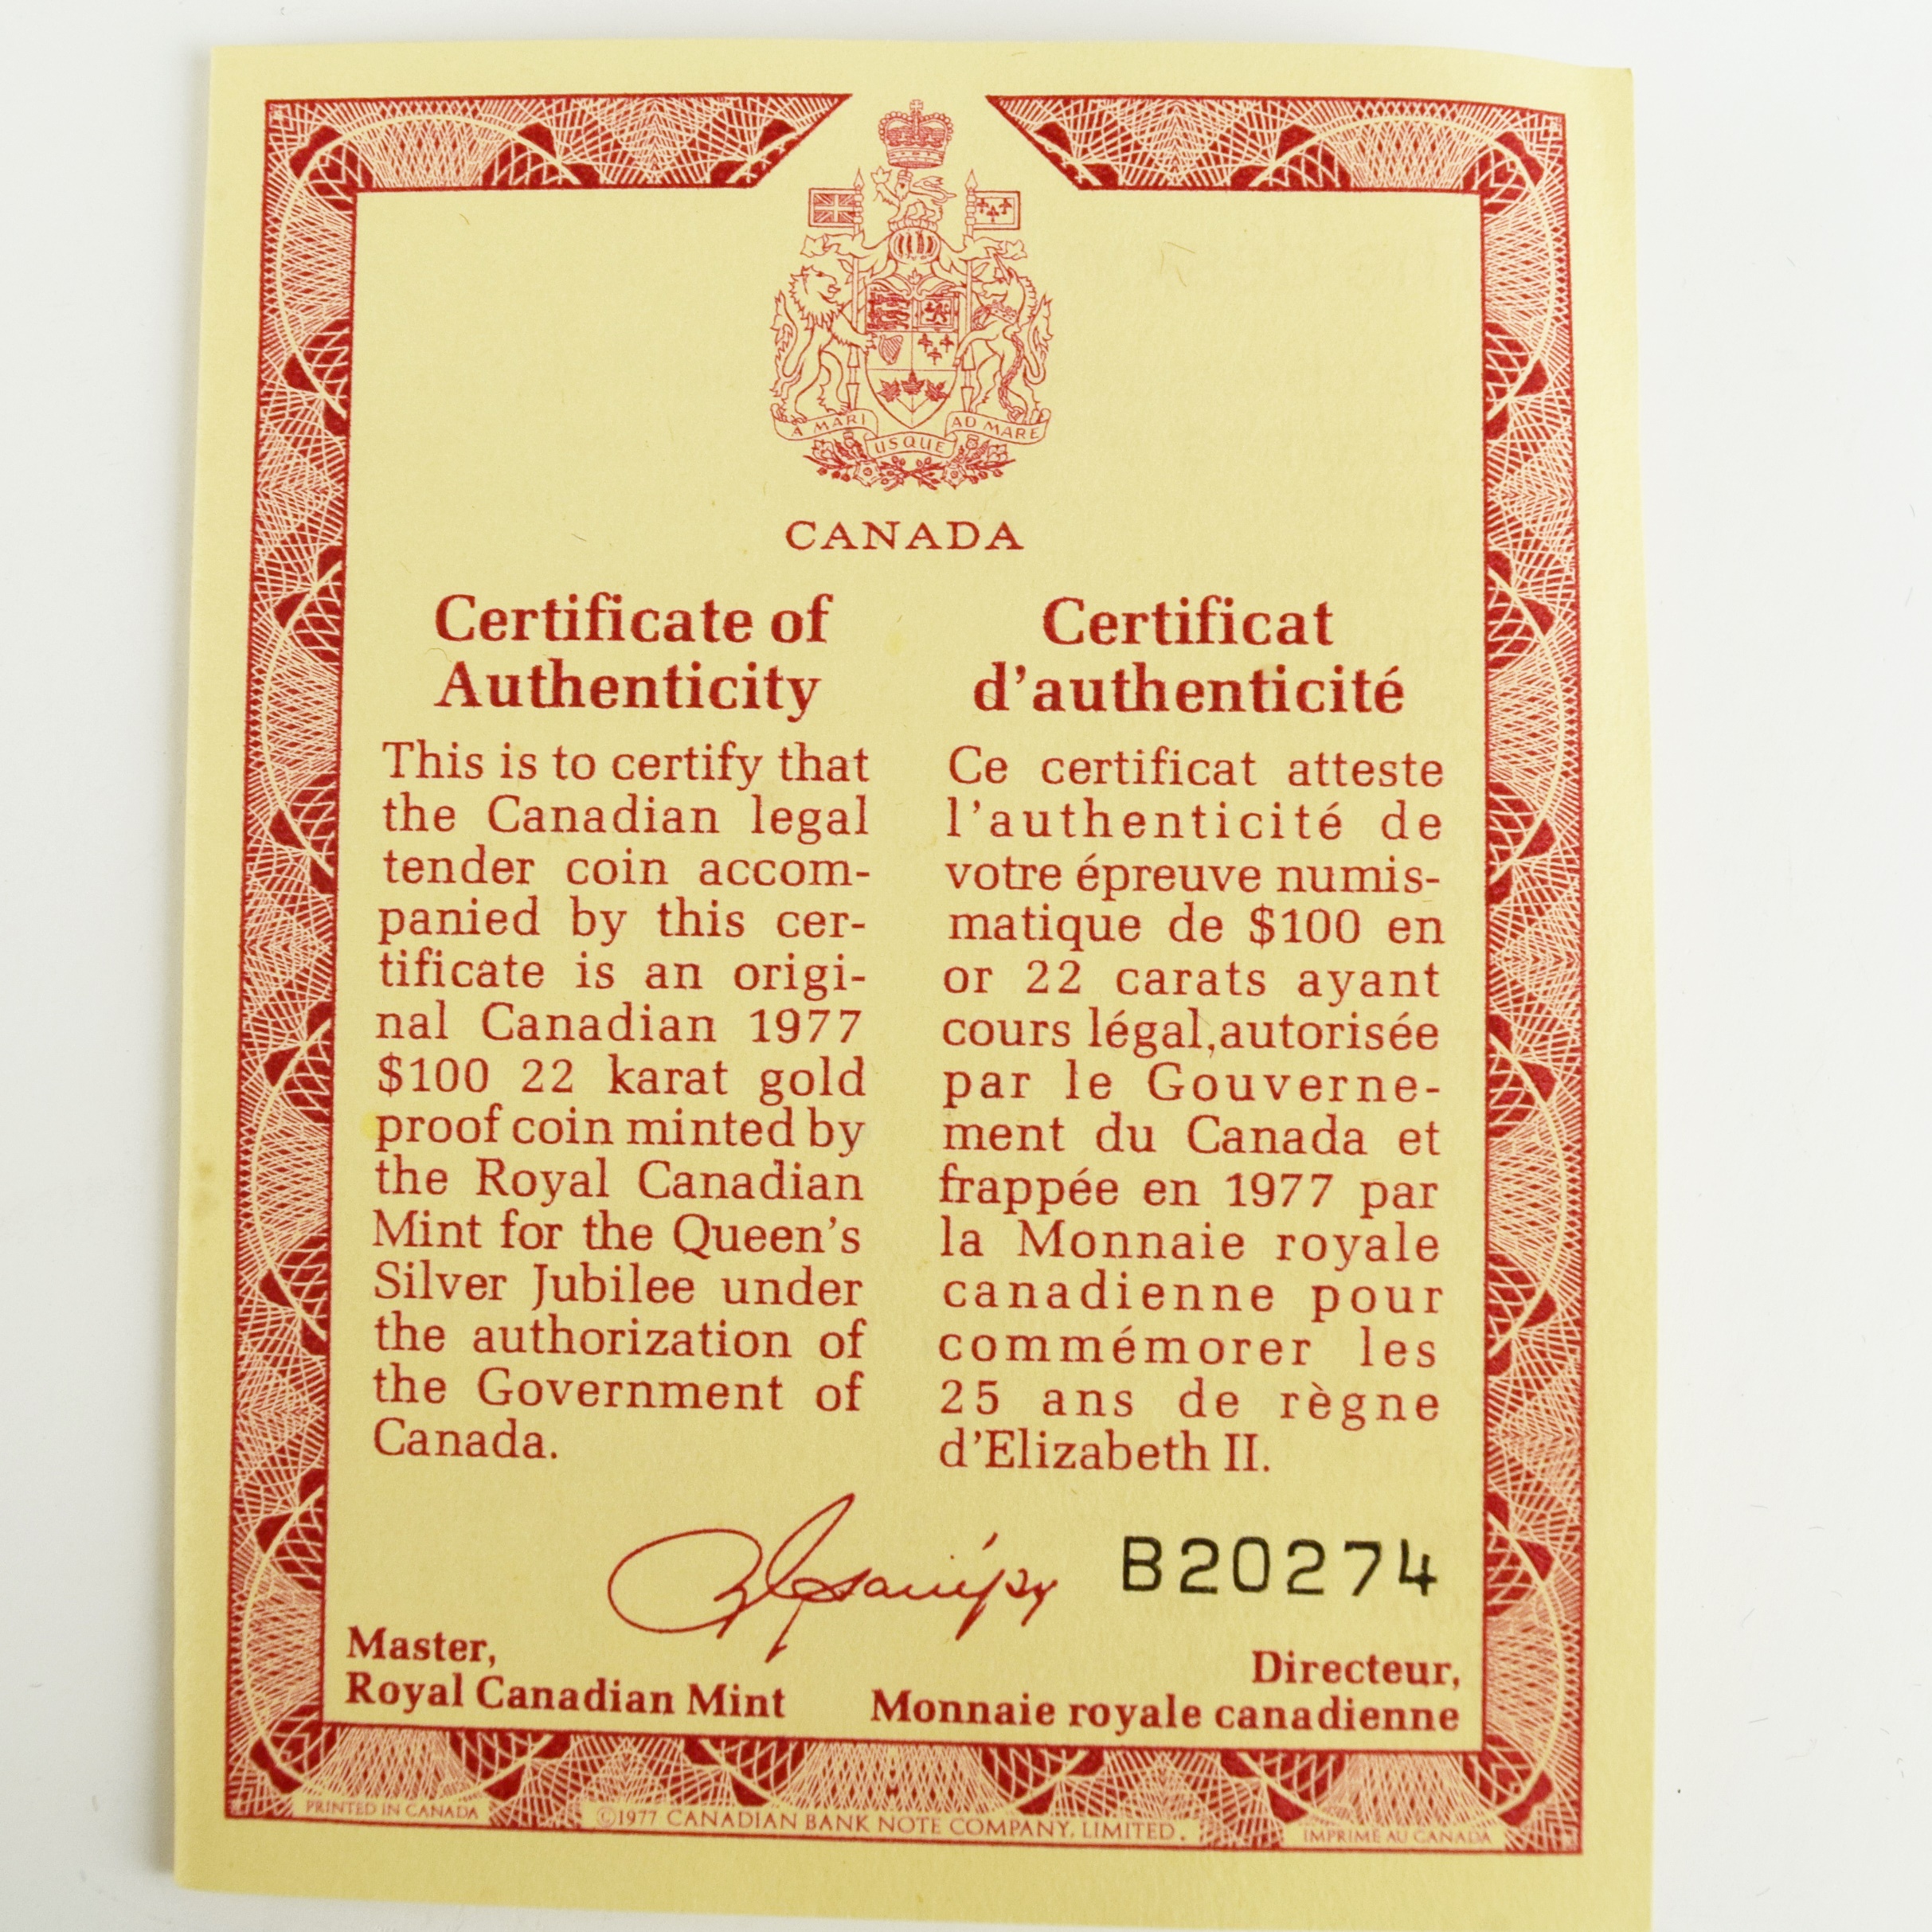 A MARI USQUE AD MARE
CANADA
Certificate of
Authenticity
This is to certify that
the Canadian legal
tender coin accom-
panied by this cer-
tificate is an origi-
nal Canadian 1977
$100 22 karat gold
proof coin minted by
the Royal Canadian
Mint for the Queen's
Silver Jubilee under
the authorization of
the Government of
Canada.
Certificat
d'authenticité
Ce certificat atteste
l'authenticité de
votre épreuve numis-
matique de $100 en
or 22 carats ayant
cours légal,autorisée
par le Gouverne-
ment du Canada et
frappée en 1977 par
la Monnaie royale
canadienne pour
commémorer les
25 ans de règne
d'Elizabeth II.
B20274
Master,
Royal Canadian Mint
Directeur,
Monnaie royale canadienne
PRINTED IN CANADA
©1977 CANADIAN BANK NOTE COMPANY, LIMITED.
IMPRIMÉ AU CANADA